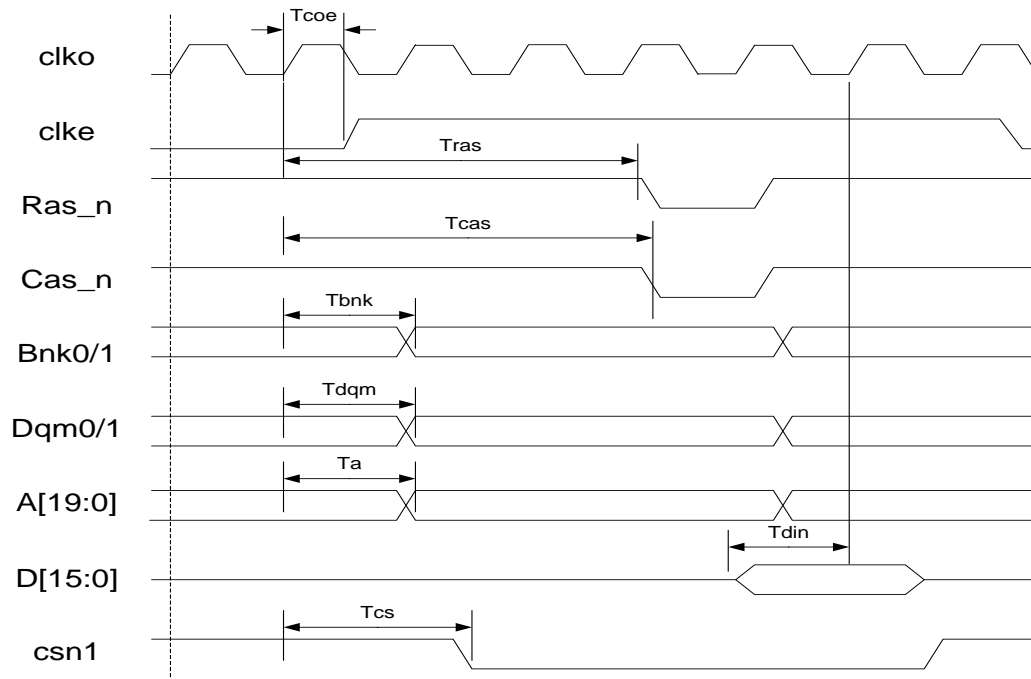 Tcoe
clko
clke
Tras
Ras_n
Tcas
Cas_n
Tbnk
Bnk0/1
Tdqm
Dqm0/1
Ta
A[19:0]
Tdin
D[15:0]
Tcs
csn1